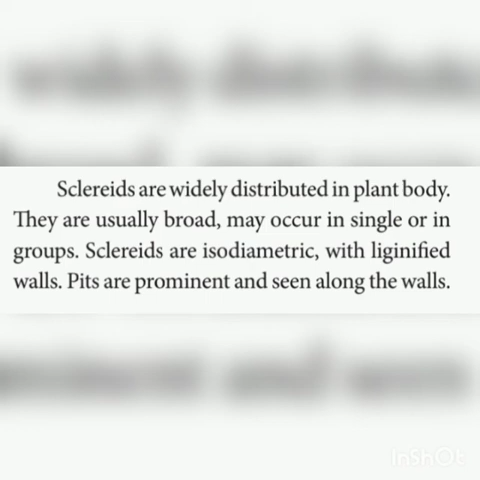 Sclereids are widely distributed in plant body.
They are usually broad, may occur in single or in
groups. Sclereids are isodiametric, with liginified
walls. Pits are prominent and seen along the walls.
InShOt